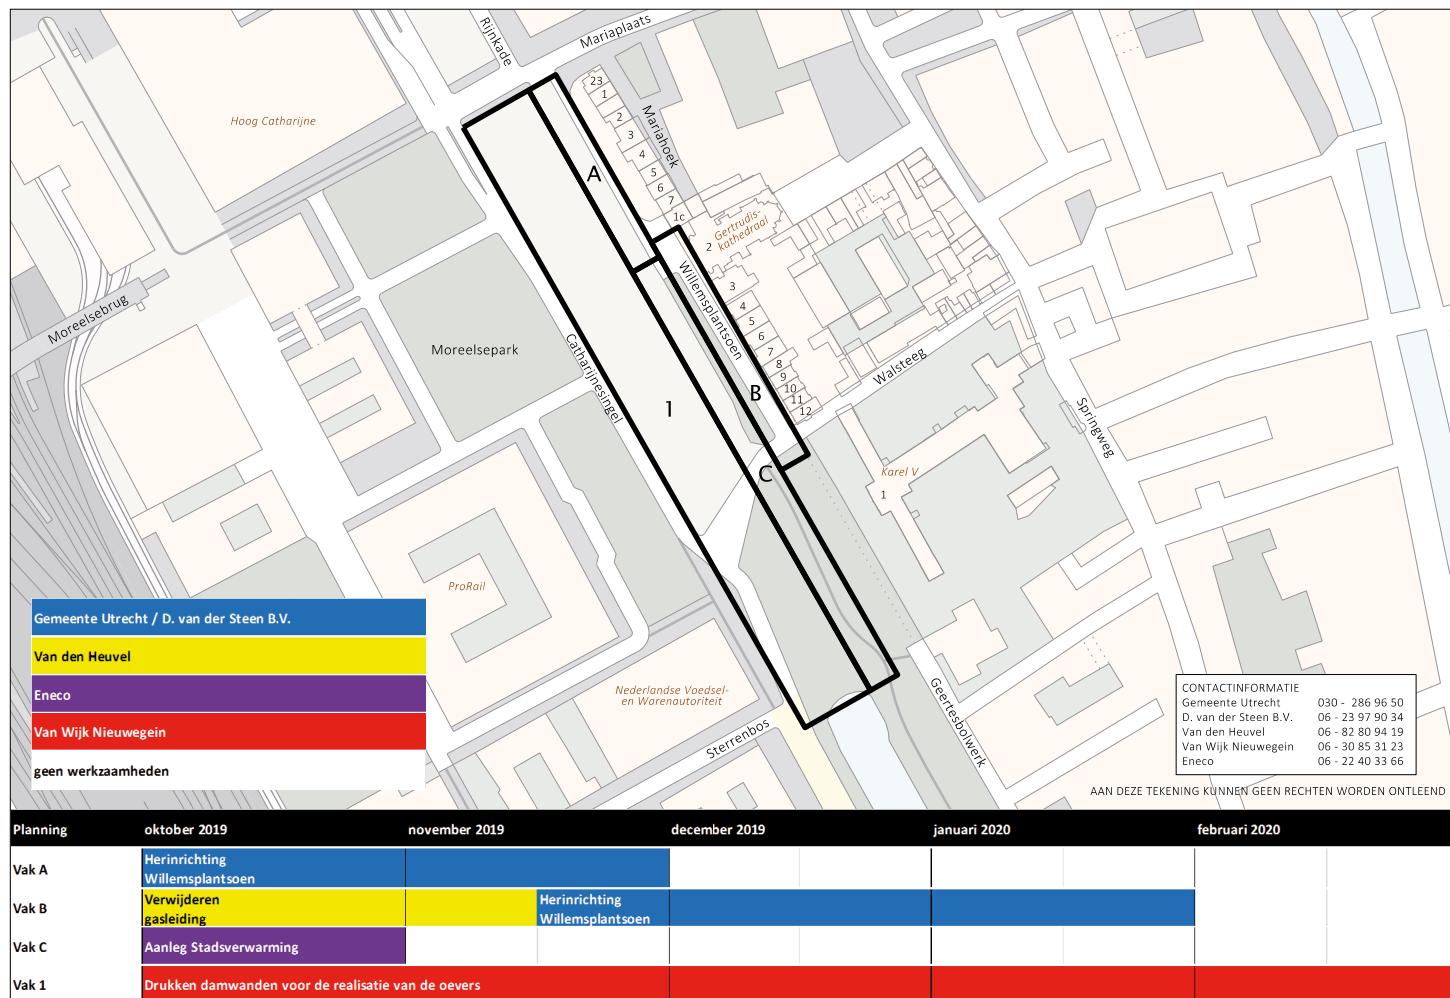 Rijnkade
Mariaplaats
Hoog Catharijne
Mariahoek
23
1
2
3
4
5
6
7
1c
A
Gertrudis-
kathedraal
2
Willemsplantsoen
3
4
5
6
7
8
9
10
11
12
Moreelsebrug
Moreelsepark
Catharijnesingel
1
B
C
Walsteeg
Springweg
Karel V
1
ProRail
Nederlandse Voedsel-
en Warenautoriteit
Sterrenbos
Geertesbolwerk
Gemeente Utrecht / D. van der Steen B.V.
Van den Heuvel
Eneco
Van Wijk Nieuwegein
geen werkzaamheden
CONTACTINFORMATIE
Gemeente Utrecht 030 - 286 96 50
D. van der Steen B.V. 06 - 23 97 90 34
Van den Heuvel 06 - 82 80 94 19
Van Wijk Nieuwegein 06 - 30 85 31 23
Eneco 06 - 22 40 33 66
AAN DEZE TEKENING KUNNEN GEEN RECHTEN WORDEN ONTLEEND
Planning oktober 2019 november 2019 december 2019 januari 2020 februari 2020
Vak A Herinrichting
Willemsplantsoen
Vak B Verwijderen Herinrichting
gasleiding Willemsplantsoen
Vak C Aanleg Stadsverwarming
Vak 1 Drukken damwanden voor de realisatie van de oevers